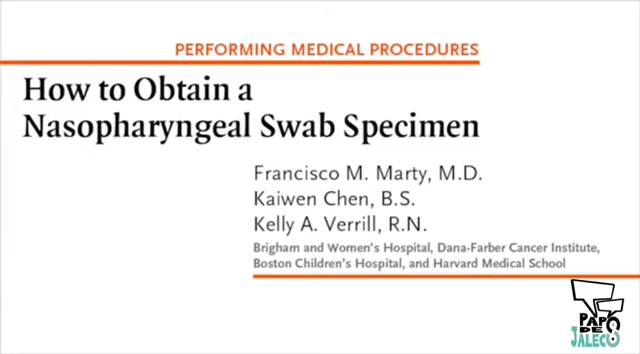 PERFORMING MEDICAL PROCEDURES
How to Obtain a
Nasopharyngeal Swab Specimen
Francisco M. Marty, M.D.
Kaiwen Chen, B.S.
Kelly A. Verrill, R.N.
Brigham and Women's Hospital, Dana-Farber Cancer Institute,
Boston Children's Hospital, and Harvard Medical School
PAPO
DE
JALECO